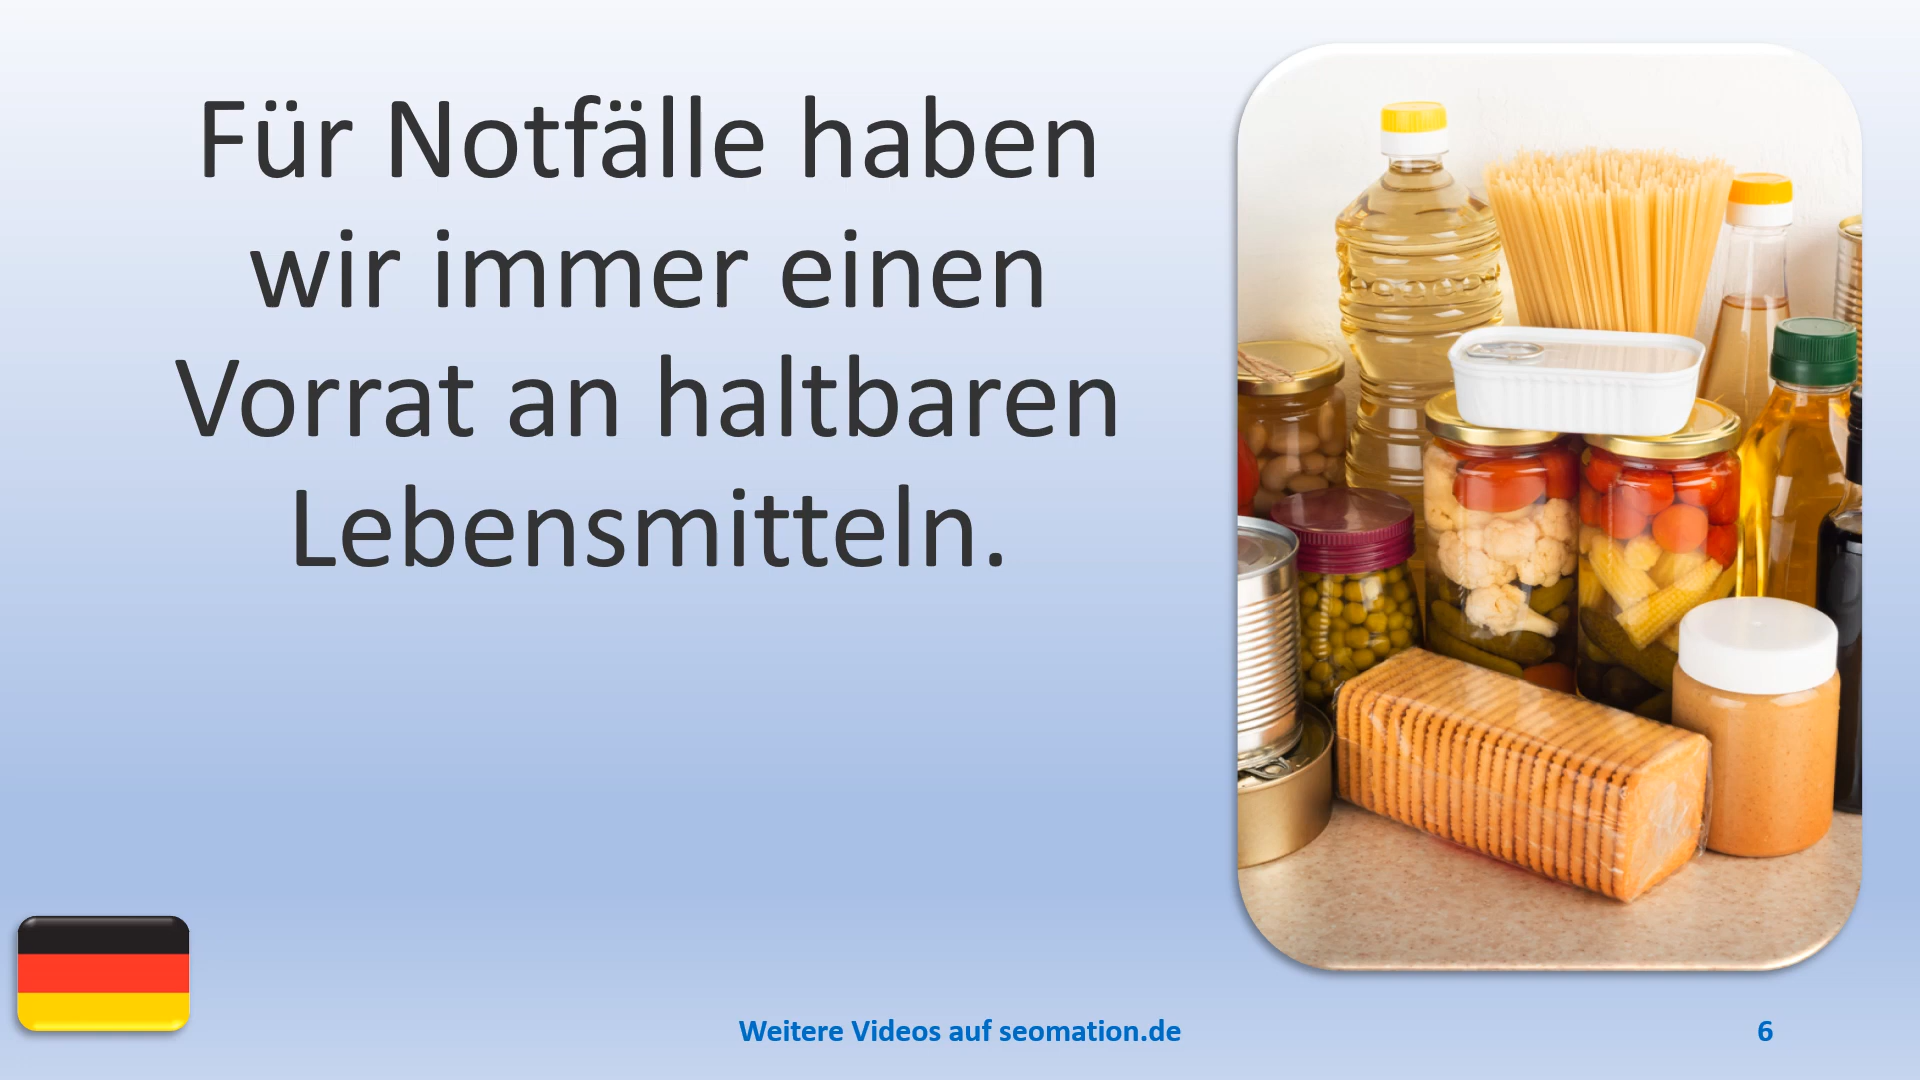 Für Notfälle haben
wir immer einen
Vorrat an haltbaren
Lebensmitteln.
Weitere Videos auf seomation.de
6